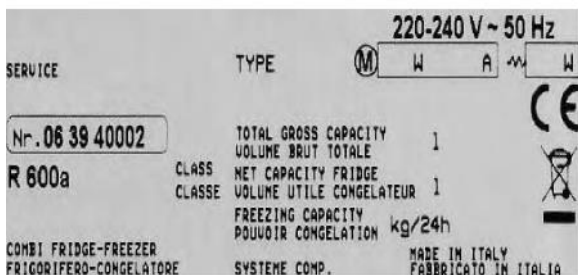 220-240 V ~ 50 Hz
SERVICE TYPE M W A W
Nr. 06 39 40002
TOTAL GROSS CAPACITY
VOLUME BRUT TOTALE l
R 600a
CLASS NET CAPACITY FRIDGE
CLASSE VOLUME UTILE CONGELATEUR l
FREEZING CAPACITY
POUVOIR CONGELATION kg/24h
COMBI FRIDGE-FREEZER MADE IN ITALY
FRIGORIFERO-CONGELATORE SYSTEME COMP. FABBRICATO IN ITALIA
CE